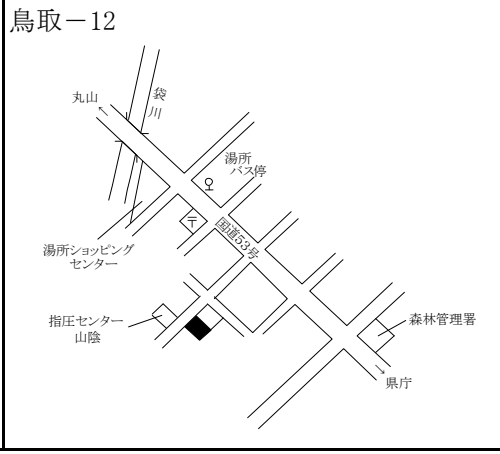 鳥取－12
丸山
←
袋
川
湯所
バス停
〒
国道53号
湯所ショッピング
センター
指圧センター
山陰
森林管理署
→
県庁